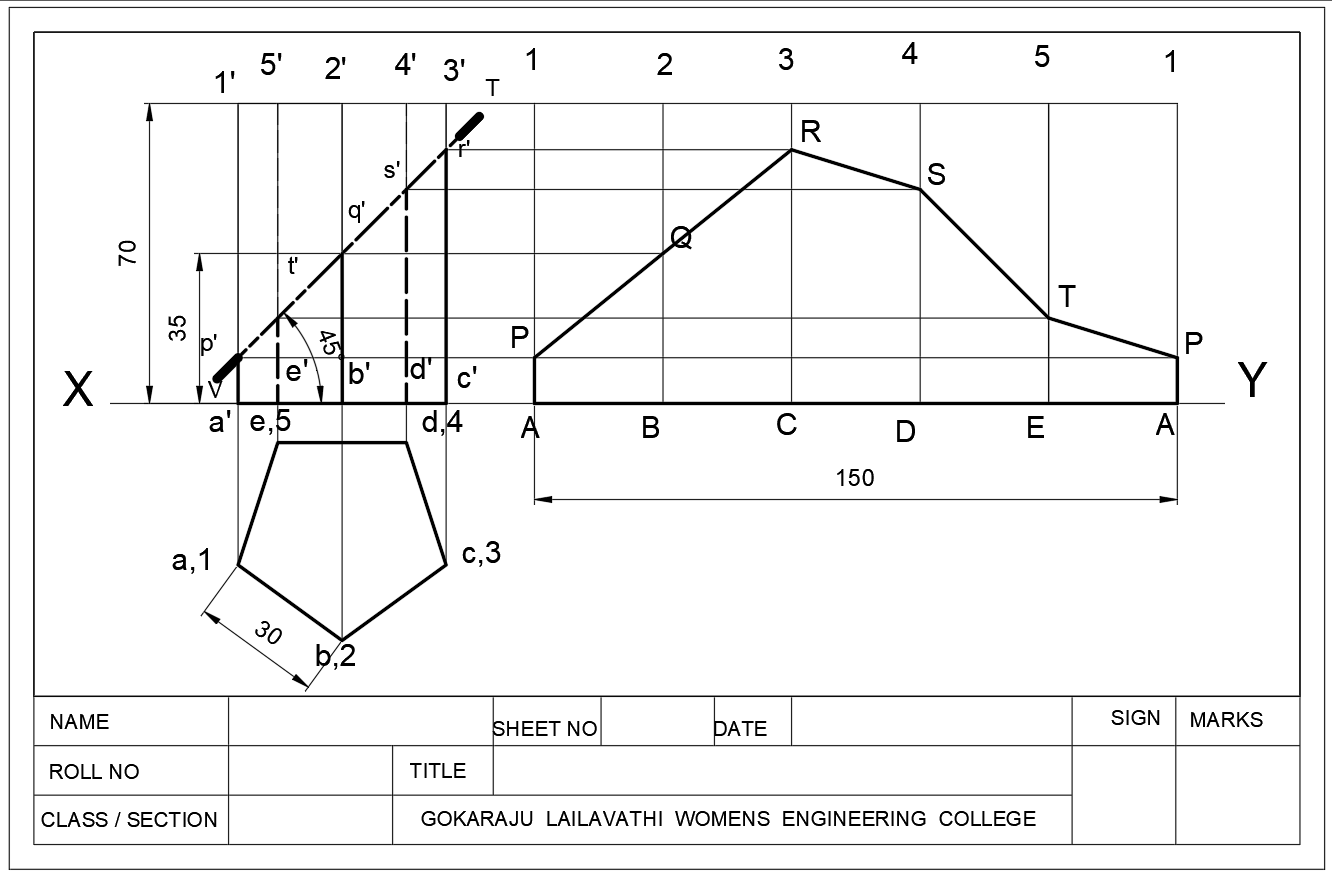 1' 5' 2' 4' 3' T 1 2 3 4 5 1
r' R
s' S
q'
Q
70
t' T
35 p' 45° P P
e' b' d' c'
X V Y
a' e,5 d,4 A B C D E A
150
a,1 c,3
30
b,2
NAME SHEET NO DATE SIGN MARKS
ROLL NO TITLE
CLASS / SECTION GOKARAJU LAILAVATHI WOMENS ENGINEERING COLLEGE